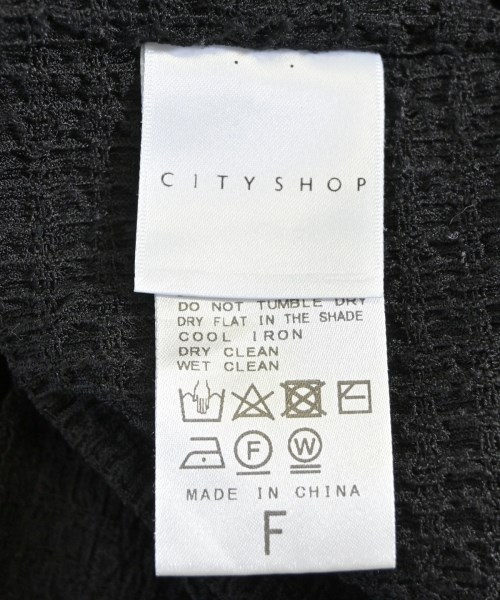 CITYSHOP
DO NOT TUMBLE DRY
DRY FLAT IN THE SHADE
COOL IRON
DRY CLEAN
WET CLEAN
F W
MADE IN CHINA
F